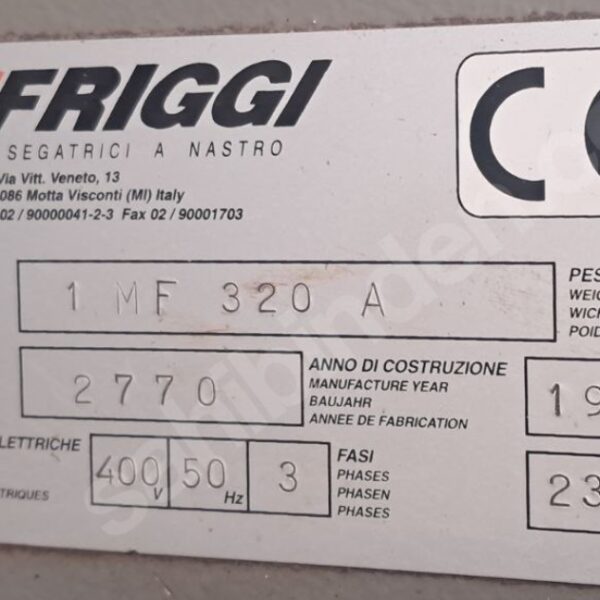 FRIGGI
SEGATRICI A NASTRO
Via Vitt. Veneto, 13
086 Motta Visconti (MI) Italy
02 / 90000041-2-3 Fax 02 / 90001703
CE
1 MF 320 A
PES
WEIG
WICH
POID
2770
ANNO DI COSTRUZIONE
MANUFACTURE YEAR
BAUJAHR
ANNEE DE FABRICATION
19
LETTRICHE
TRIQUES
400 V 50 Hz 3
FASI
PHASES
PHASEN
PHASES
23
sahibinden.c